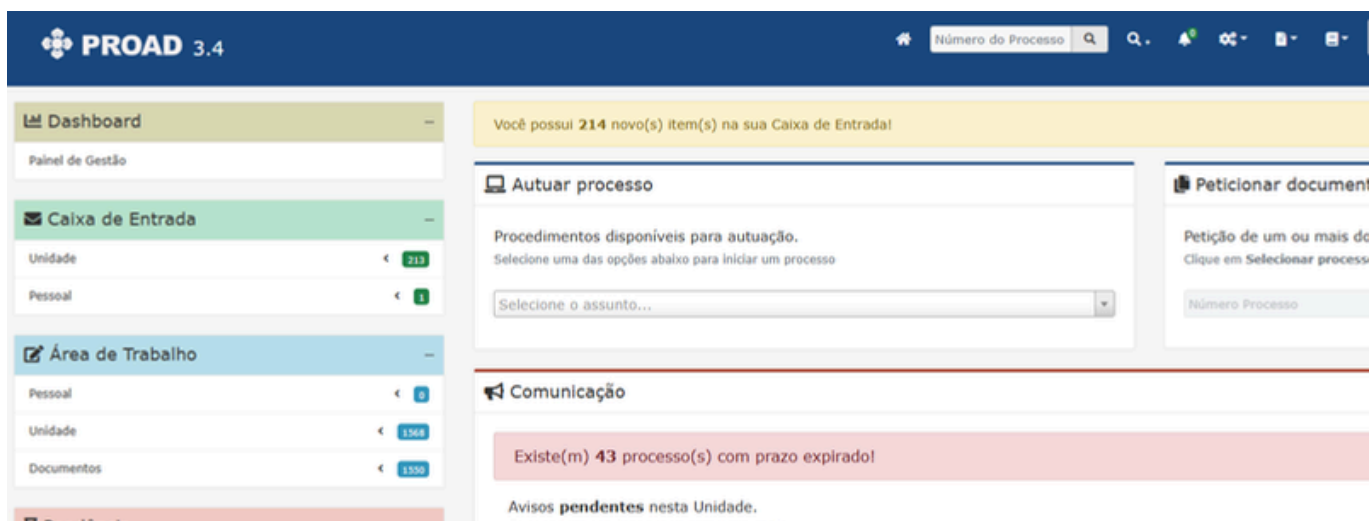 PROAD 3.4
Número do Processo
0
Dashboard
Painel de Gestão
Caixa de Entrada
Unidade 213
Pessoal 1
Área de Trabalho
Pessoal 0
Unidade 1568
Documentos 1550
Você possui 214 novo(s) item(s) na sua Caixa de Entrada!
Autuar processo
Procedimentos disponíveis para autuação.
Selecione uma das opções abaixo para iniciar um processo
Selecione o assunto...
Peticionar document
Petição de um ou mais do
Clique em Selecionar process
Número Processo
Comunicação
Existe(m) 43 processo(s) com prazo expirado!
Avisos pendentes nesta Unidade.